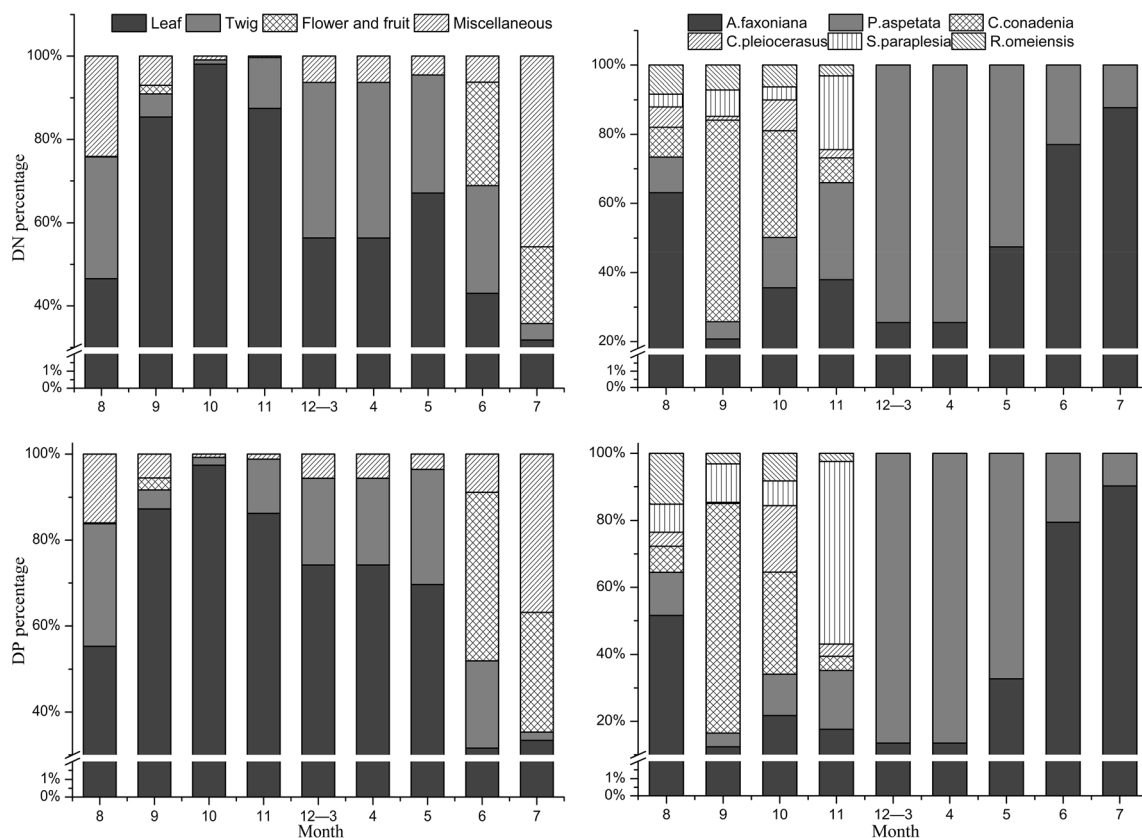 Leaf Twig Flower and fruit Miscellaneous
100%
80%
60%
40%
1%
0%
DN percentage
8 9 10 11 12—3 4 5 6 7
A.faxoniana P.aspetata C.conadenia
C.pleiocerasus S.paraplesia R.omeiensis
100%
80%
60%
40%
20%
1%
0%
8 9 10 11 12—3 4 5 6 7
100%
80%
60%
40%
1%
0%
DP percentage
8 9 10 11 12—3 4 5 6 7
Month
100%
80%
60%
40%
20%
1%
0%
8 9 10 11 12—3 4 5 6 7
Month